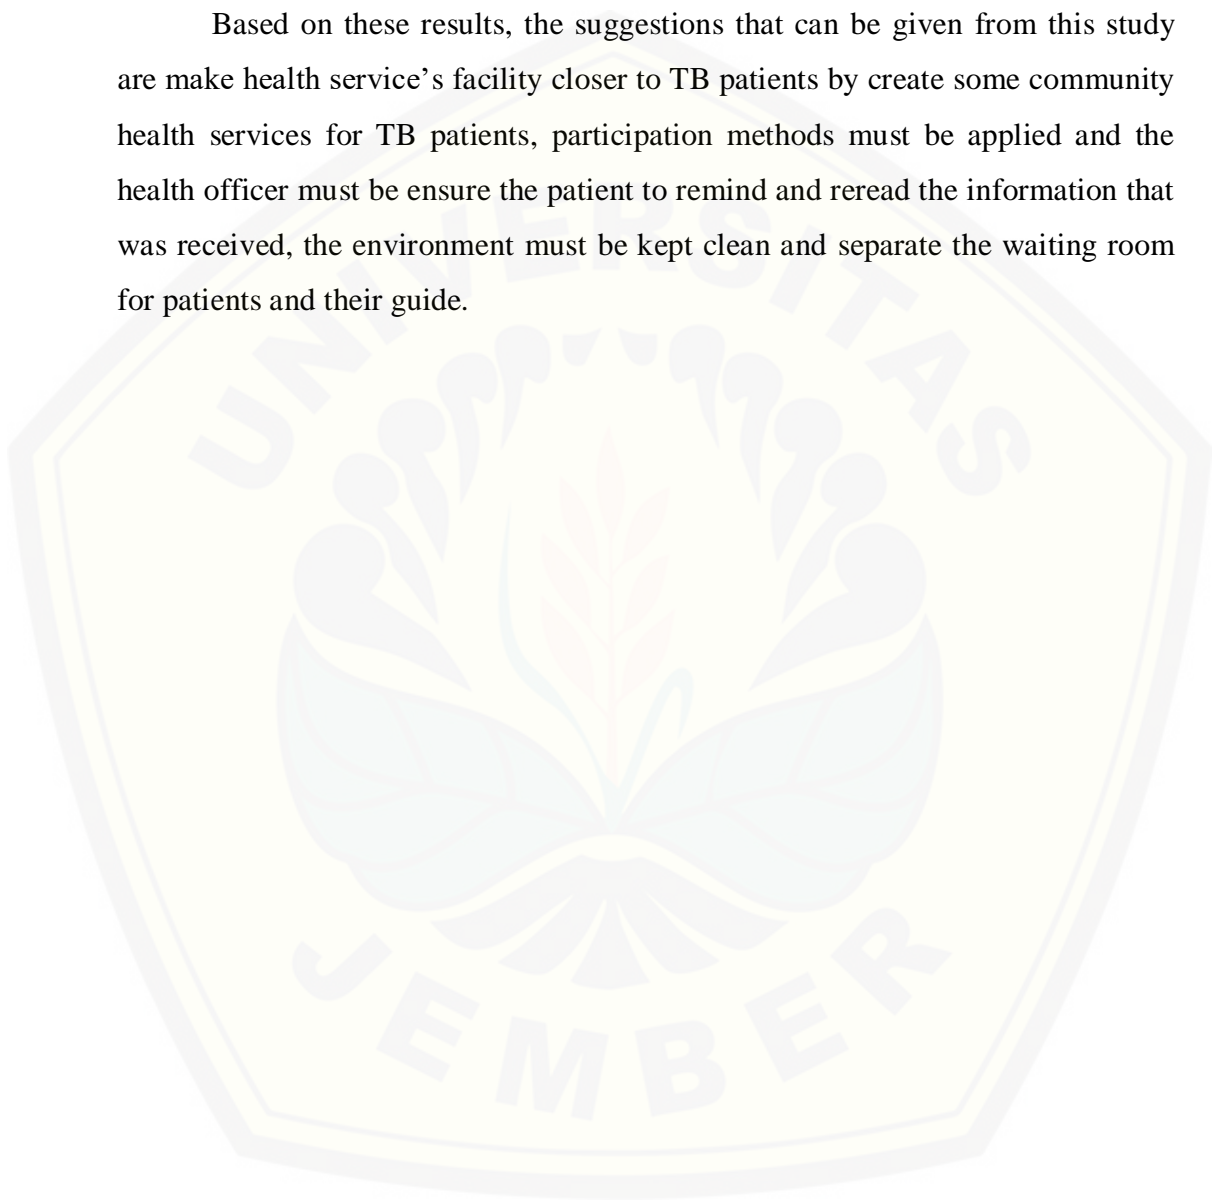 Based on these results, the suggestions that can be given from this study
are make health service’s facility closer to TB patients by create some community
health services for TB patients, participation methods must be applied and the
health officer must be ensure the patient to remind and reread the information that
was received, the environment must be kept clean and separate the waiting room
for patients and their guide.
UNIVERSITAS
JEMBER